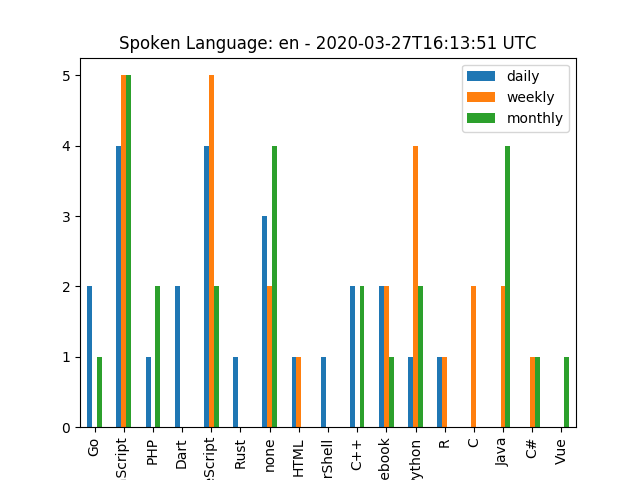 Spoken Language: en - 2020-03-27T16:13:51 UTC
daily
weekly
monthly
5
4
3
2
1
0
Go
Script
PHP
Dart
Script
Rust
none
HTML
rShell
C++
ebook
ython
R
C
Java
C#
Vue